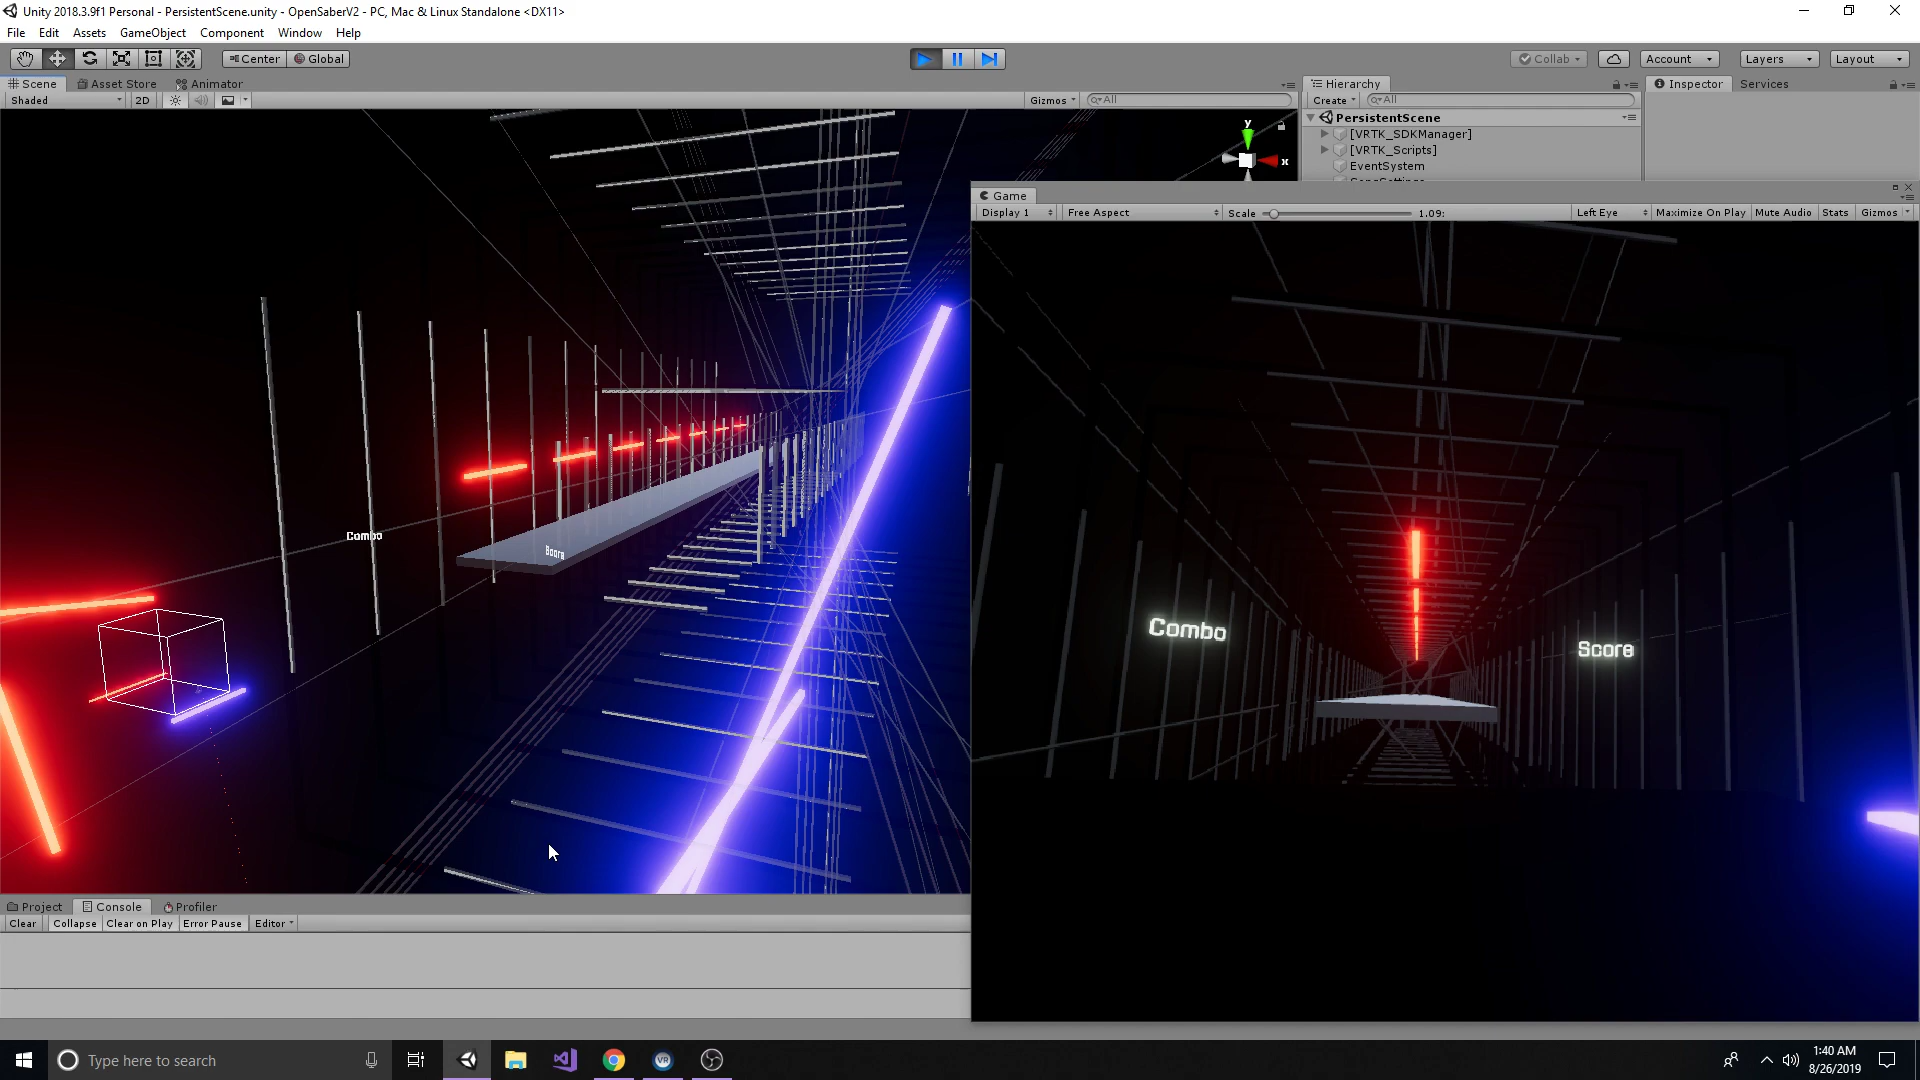 Unity 2018.3.9f1 Personal - PersistentScene.unity - OpenSaberV2 - PC, Mac & Linux Standalone <DX11>
File Edit Assets GameObject Component Window Help
Center Global Collab Account Layers Layout
Scene Asset Store Animator
Shaded 2D Gizmos All
Hierarchy
Create All
PersistentScene
[VRTK_SDKManager]
[VRTK_Scripts]
EventSystem
Inspector Services
y
x
Game
Display 1 Free Aspect Scale 1.09: Left Eye Maximize On Play Mute Audio Stats Gizmos
Combo
Score
Combo
Score
Project Console Profiler
Clear Collapse Clear on Play Error Pause Editor
Type here to search
VR
1:40 AM
8/26/2019